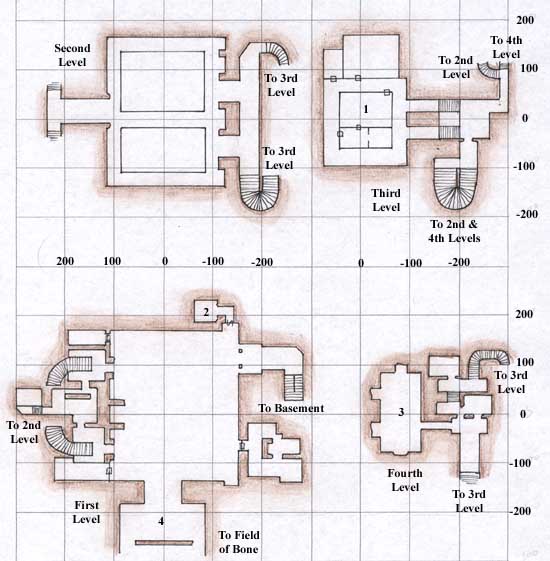 Second
Level
To 3rd
Level
To 3rd
Level
To 4th
Level
To 2nd
Level
1
Third
Level
To 2nd &
4th Levels
200
100
0
-100
-200
200
100
0
-100
-200
0
-100
-200
2
To Basement
To 2nd
Level
First
Level
4
To Field
of Bone
3
Fourth
Level
To 3rd
Level
To 3rd
Level
200
100
0
-100
-200